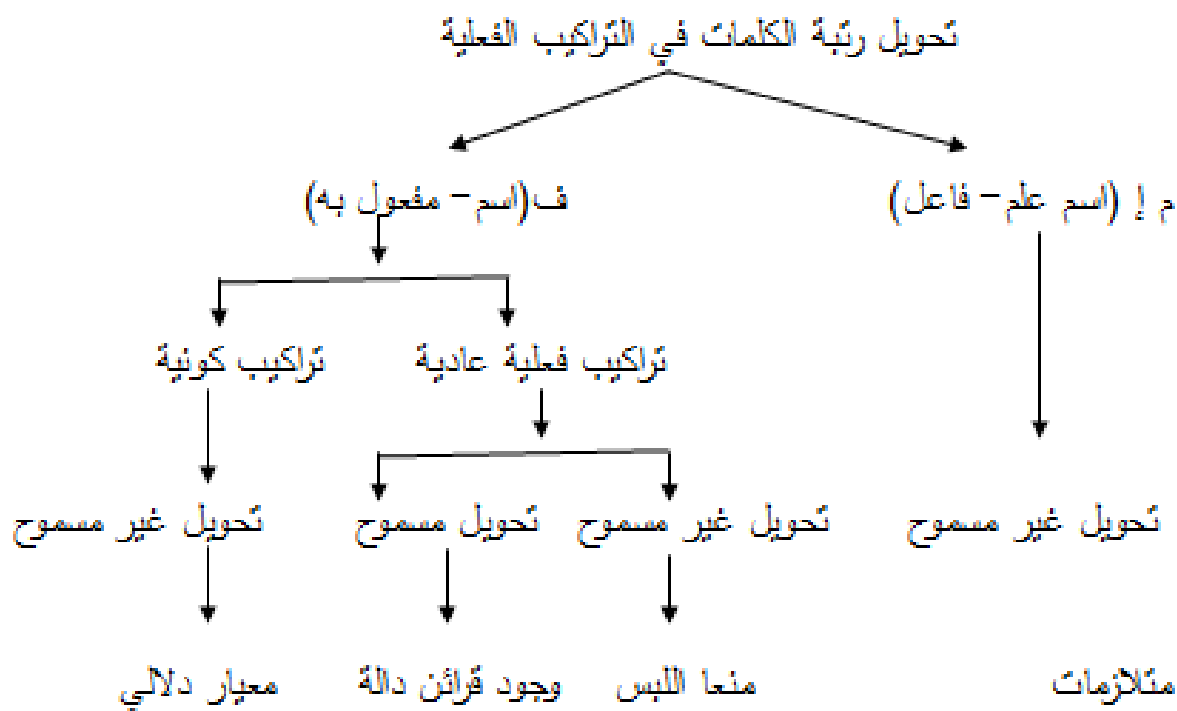 تحويل رتبة الكلمات في التراكيب الفعلية
م إ (اسم علم- فاعل)
ف(اسم- مفعول به)
تراكيب فعلية عادية
تراكيب كونية
تحويل غير مسموح
تحويل غير مسموح
تحويل مسموح
تحويل غير مسموح
متلازمات
منعا اللبس
وجود قرائن دالة
معيار دلالي